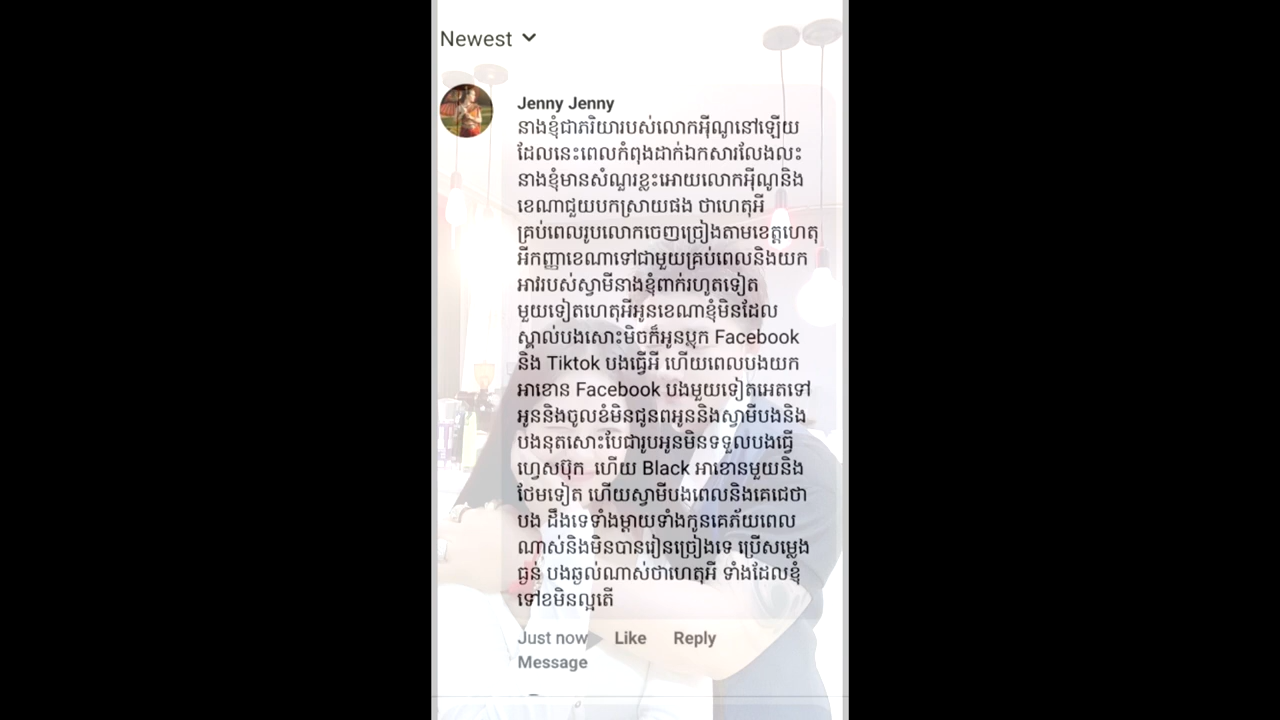 Newest
Jenny Jenny
នាងខ្ញុំជាភរិយារបស់លោកអ៊ីណូនៅឡើយ
ដែលនេះពេលកំពុងដាក់ឯកសារលែងលះ
នាងខ្ញុំមានសំណួរខ្លះអោយលោកអ៊ីណូនិង
ខេណាជួយបកស្រាយផង ថាហេតុអី
គ្រប់ពេលរូបលោកចេញច្រៀងតាមខេត្តហេតុ
អីកញ្ញាខេណាទៅជាមួយគ្រប់ពេលនិងយក
អាវរបស់ស្វាមីនាងខ្ញុំពាក់រហូតទៀត
មួយទៀតហេតុអីអូនខេណាខ្ញុំមិនដែល
ស្គាល់បងសោះមិចក៏អូនប្លុក Facebook
និង Tiktok បងធ្វើអី ហើយពេលបងយក
អាខោន Facebook បងមួយទៀតអេតទៅ
អូននិងចូលខំមិនជូនពអូននិងស្វាមីបងនិង
បងនុតសោះបែជារូបអូនមិនទទួលបងធ្វើ
ហ្វេសប៊ុក ហើយ Black អាខោនមួយនិង
ថែមទៀត ហើយស្វាមីបងពេលនិងគេជេថា
បង ដឹងទេទាំងម្ដាយទាំងកូនគេភ័យពេល
ណាស់និងមិនបានរៀនច្រៀងទេ ប្រើសម្លេង
ធ្ងន់ បងឆ្ងល់ណាស់ថាហេតុអី ទាំងដែលខ្ញុំ
ទៅខមិនល្អតើ
Just now Like Reply
Message